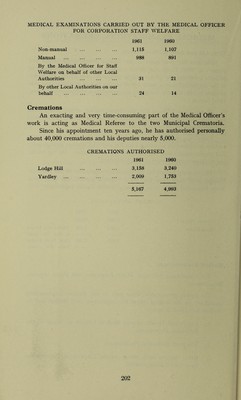 MEDICAL EXAMINATIONS CARRIED OUT BY THE MEDICAL OFFICER
FOR CORPORATION STAFF WELFARE
1961 1960
Non-manual ... ... ... 1,115 1,107
Manual ... ... ... ... 988 891
By the Medical Officer for Staff
Welfare on behalf of other Local
Authorities ... ... ... 31 21
By other Local Authorities on our
behalf ... ... ... ... 24 14
Cremations
An exacting and very time-consuming part of the Medical Officer's
work is acting as Medical Referee to the two Municipal Crematoria.
Since his appointment ten years ago, he has authorised personally
about 40,000 cremations and his deputies nearly 5,000.
CREMATIONS AUTHORISED
1961 1960
Lodge Hill ... ... ... 3,158 3,240
Yardley ... ... ... ... 2,009 1,753
5,167 4,993
202